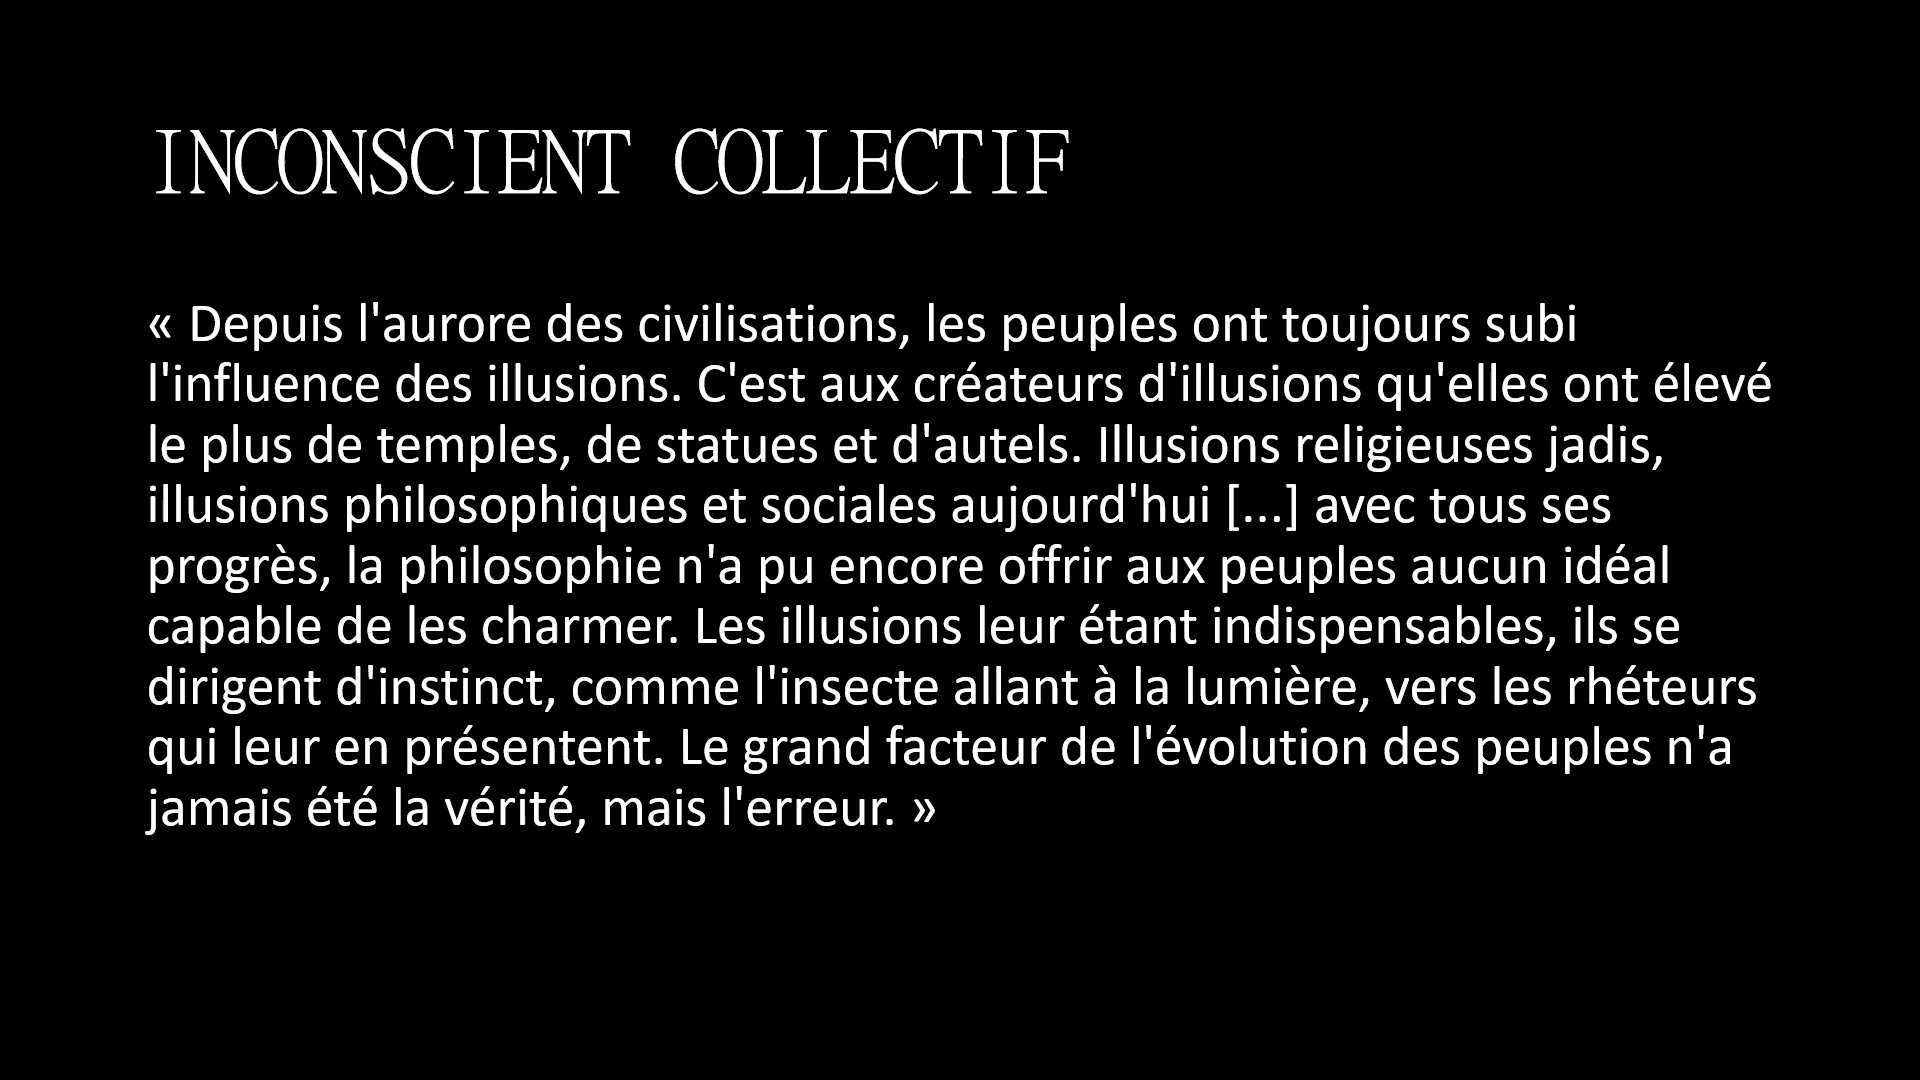 INCONSCIENT COLLECTIF
« Depuis l'aurore des civilisations, les peuples ont toujours subi
l'influence des illusions. C'est aux créateurs d'illusions qu'elles ont élevé
le plus de temples, de statues et d'autels. Illusions religieuses jadis,
illusions philosophiques et sociales aujourd'hui [...] avec tous ses
progrès, la philosophie n'a pu encore offrir aux peuples aucun idéal
capable de les charmer. Les illusions leur étant indispensables, ils se
dirigent d'instinct, comme l'insecte allant à la lumière, vers les rhéteurs
qui leur en présentent. Le grand facteur de l'évolution des peuples n'a
jamais été la vérité, mais l'erreur. »